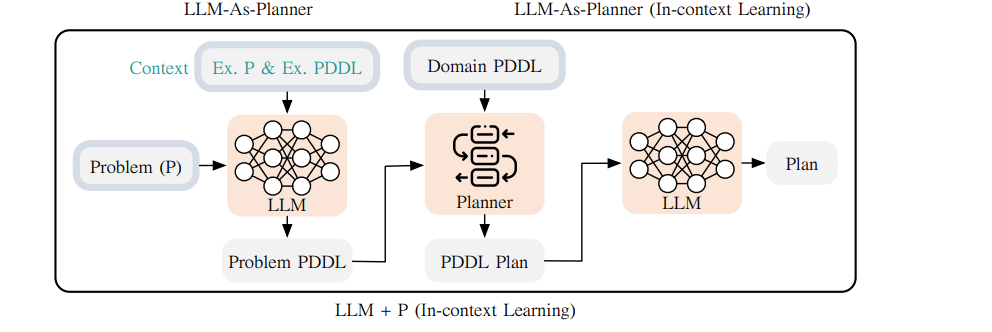 LLM-As-Planner
LLM-As-Planner (In-context Learning)
Context
Ex. P & Ex. PDDL
Domain PDDL
Problem (P)
LLM
Planner
LLM
Plan
Problem PDDL
PDDL Plan
LLM + P (In-context Learning)